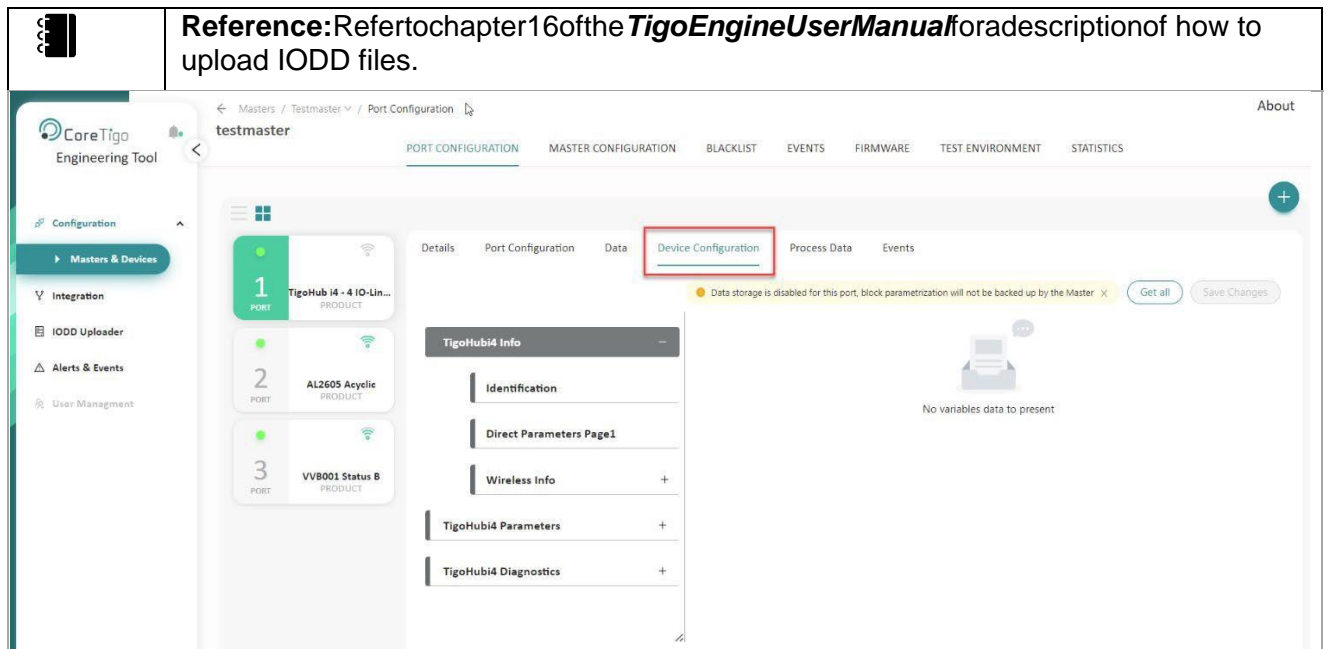 Reference:Refertochapter16oftheTigoEngineUserManualforadescriptionof how to
upload IODD files.
← Masters / Testmaster / Port Configuration
About
CoreTigo
Engineering Tool
testmaster
PORT CONFIGURATION MASTER CONFIGURATION BLACKLIST EVENTS FIRMWARE TEST ENVIRONMENT STATISTICS
Configuration
Masters & Devices
Integration
IODD Uploader
Alerts & Events
User Managment
1
PORT
TigoHub i4 - 4 IO-Lin...
PRODUCT
2
PORT
AL2605 Acyclic
PRODUCT
3
PORT
VVB001 Status B
PRODUCT
Details Port Configuration Data Device Configuration Process Data Events
Data storage is disabled for this port, block parametrization will not be backed up by the Master X
Get all
Save Changes
TigoHubi4 Info −
Identification
Direct Parameters Page1
Wireless Info +
TigoHubi4 Parameters +
TigoHubi4 Diagnostics +
No variables data to present